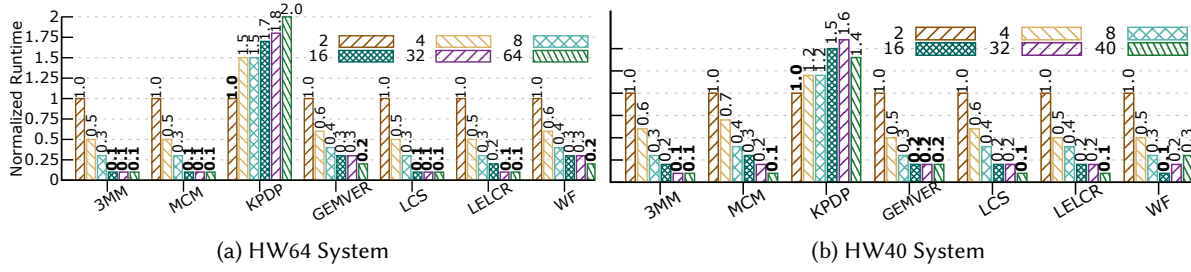 Normalized Runtime
2
1.75
1.5
1.25
1
0.75
0.5
0.25
0
2 4 8
16 32 64
1.0 0.5 0.3 0.1 0.1 0.1
1.0 0.5 0.3 0.1 0.1 0.1
1.0 1.5 1.5 1.7 1.8 2.0
1.0 0.6 0.4 0.3 0.3 0.2
1.0 0.5 0.3 0.1 0.1 0.1
1.0 0.5 0.3 0.2 0.1 0.1
1.0 0.6 0.4 0.3 0.3 0.2
3MM MCM KPDP GEMVER LCS LELCR WF
(a) HW64 System
2 4 8
16 32 40
1.0 0.6 0.3 0.2 0.1 0.1
1.0 0.7 0.4 0.3 0.2 0.1
1.0 1.2 1.2 1.5 1.6 1.4
1.0 0.5 0.3 0.2 0.2 0.2
1.0 0.6 0.4 0.2 0.2 0.1
1.0 0.5 0.4 0.2 0.2 0.1
1.0 0.5 0.3 0.1 0.2 0.3
3MM MCM KPDP GEMVER LCS LELCR WF
(b) HW40 System